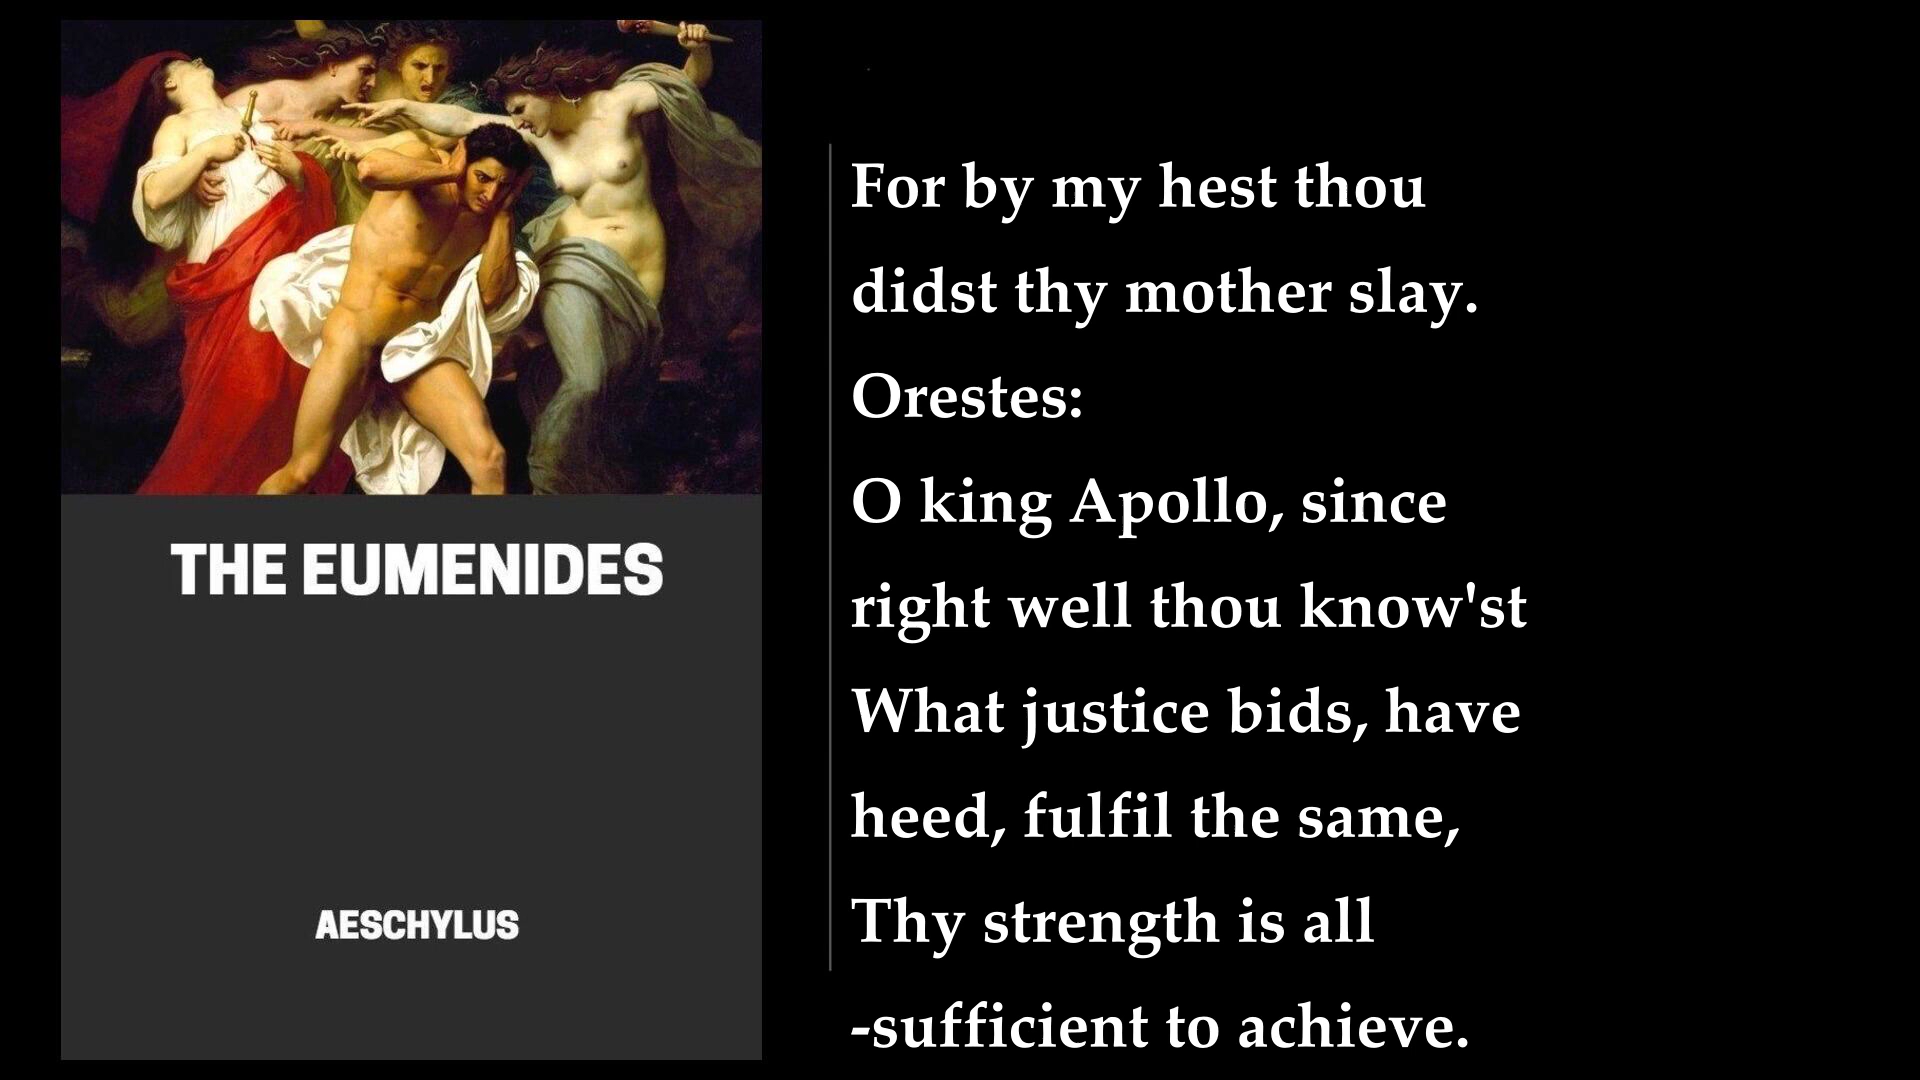 THE EUMENIDES
AESCHYLUS
For by my hest thou
didst thy mother slay.
Orestes:
O king Apollo, since
right well thou know'st
What justice bids, have
heed, fulfil the same,
Thy strength is all
-sufficient to achieve.